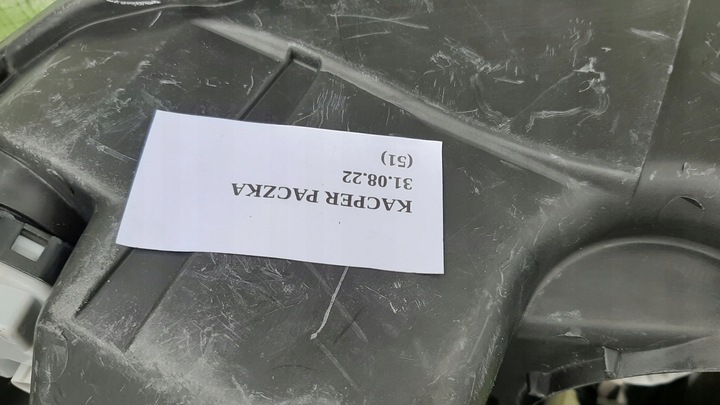 KACPER PACZKA
31.08.22
(51)